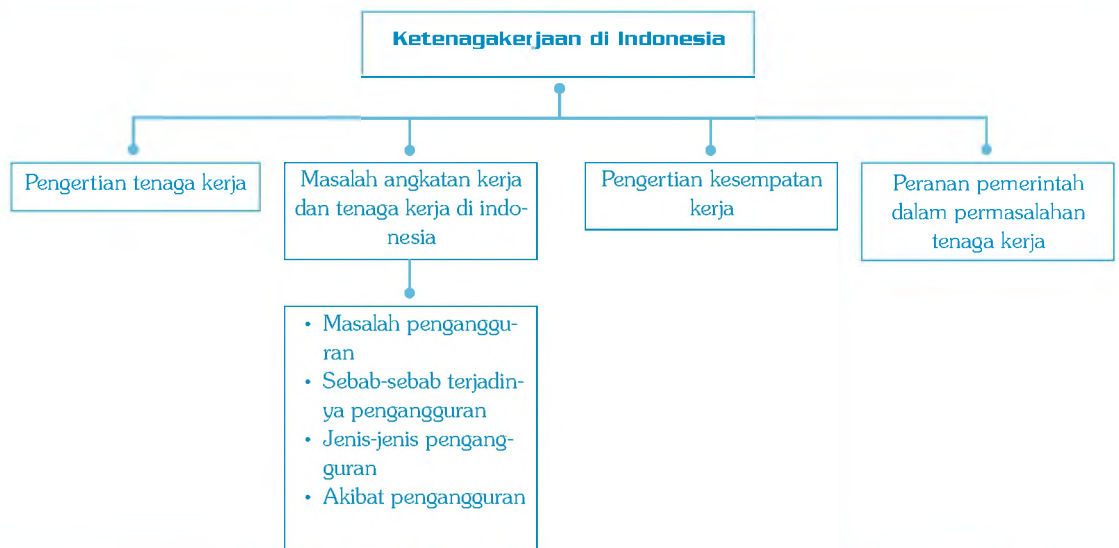 Ketenagakerjaan di Indonesia
Pengertian tenaga kerja
Masalah angkatan kerja
dan tenaga kerja di indo-
nesia
Pengertian kesempatan
kerja
Peranan pemerintah
dalam permasalahan
tenaga kerja
• Masalah penganggu-
ran
• Sebab-sebab terjadin-
ya pengangguran
• Jenis-jenis pengang-
guran
• Akibat pengangguran